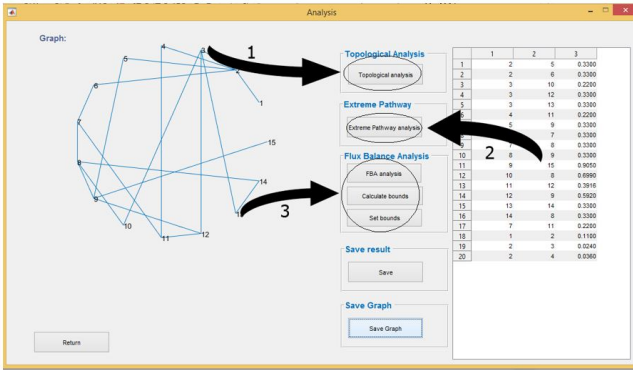 Analysis
Graph:
1
2
3
4
5
6
7
8
9
10
11
12
14
15
1
2
3
Topological Analysis
Topological analysis
Extreme Pathway
Extreme Pathway analysis
Flux Balance Analysis
FBA analysis
Calculate bounds
Set bounds
Save result
Save
Save Graph
Save Graph
Return
1 2 3
1 2 5 0.3300
2 2 6 0.3300
3 3 10 0.2200
4 3 12 0.3300
5 3 13 0.3300
6 4 11 0.2200
5 9 0.3300
7 0.3300
7 8 0.3300
10 8 9 0.3300
11 9 15 0.9050
12 10 8 0.6990
13 11 12 0.3916
14 12 9 0.5920
15 13 14 0.3300
16 14 8 0.3300
17 7 11 0.2200
18 1 2 0.1100
19 2 3 0.0240
20 2 4 0.0360